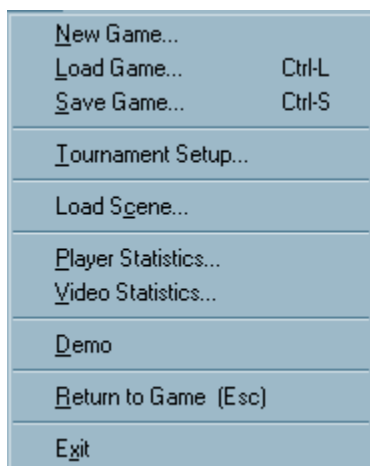 New Game...
Load Game... Ctrl-L
Save Game... Ctrl-S
Tournament Setup...
Load Scene...
Player Statistics...
Video Statistics...
Demo
Return to Game (Esc)
Exit